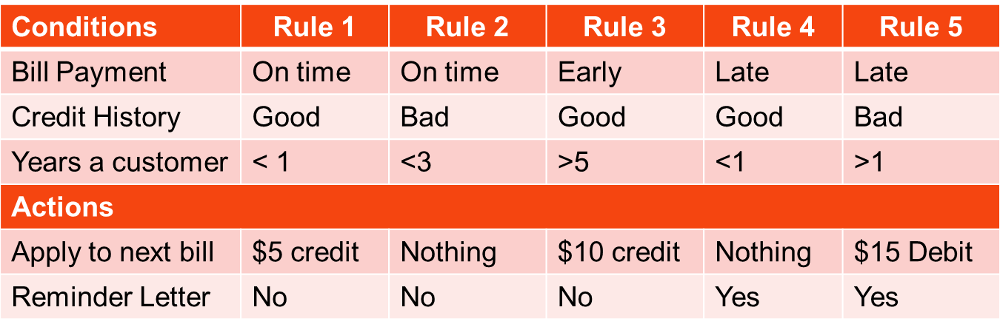 Conditions Rule 1 Rule 2 Rule 3 Rule 4 Rule 5
Bill Payment On time On time Early Late Late
Credit History Good Bad Good Good Bad
Years a customer < 1 <3 >5 <1 >1
Actions
Apply to next bill $5 credit Nothing $10 credit Nothing $15 Debit
Reminder Letter No No No Yes Yes